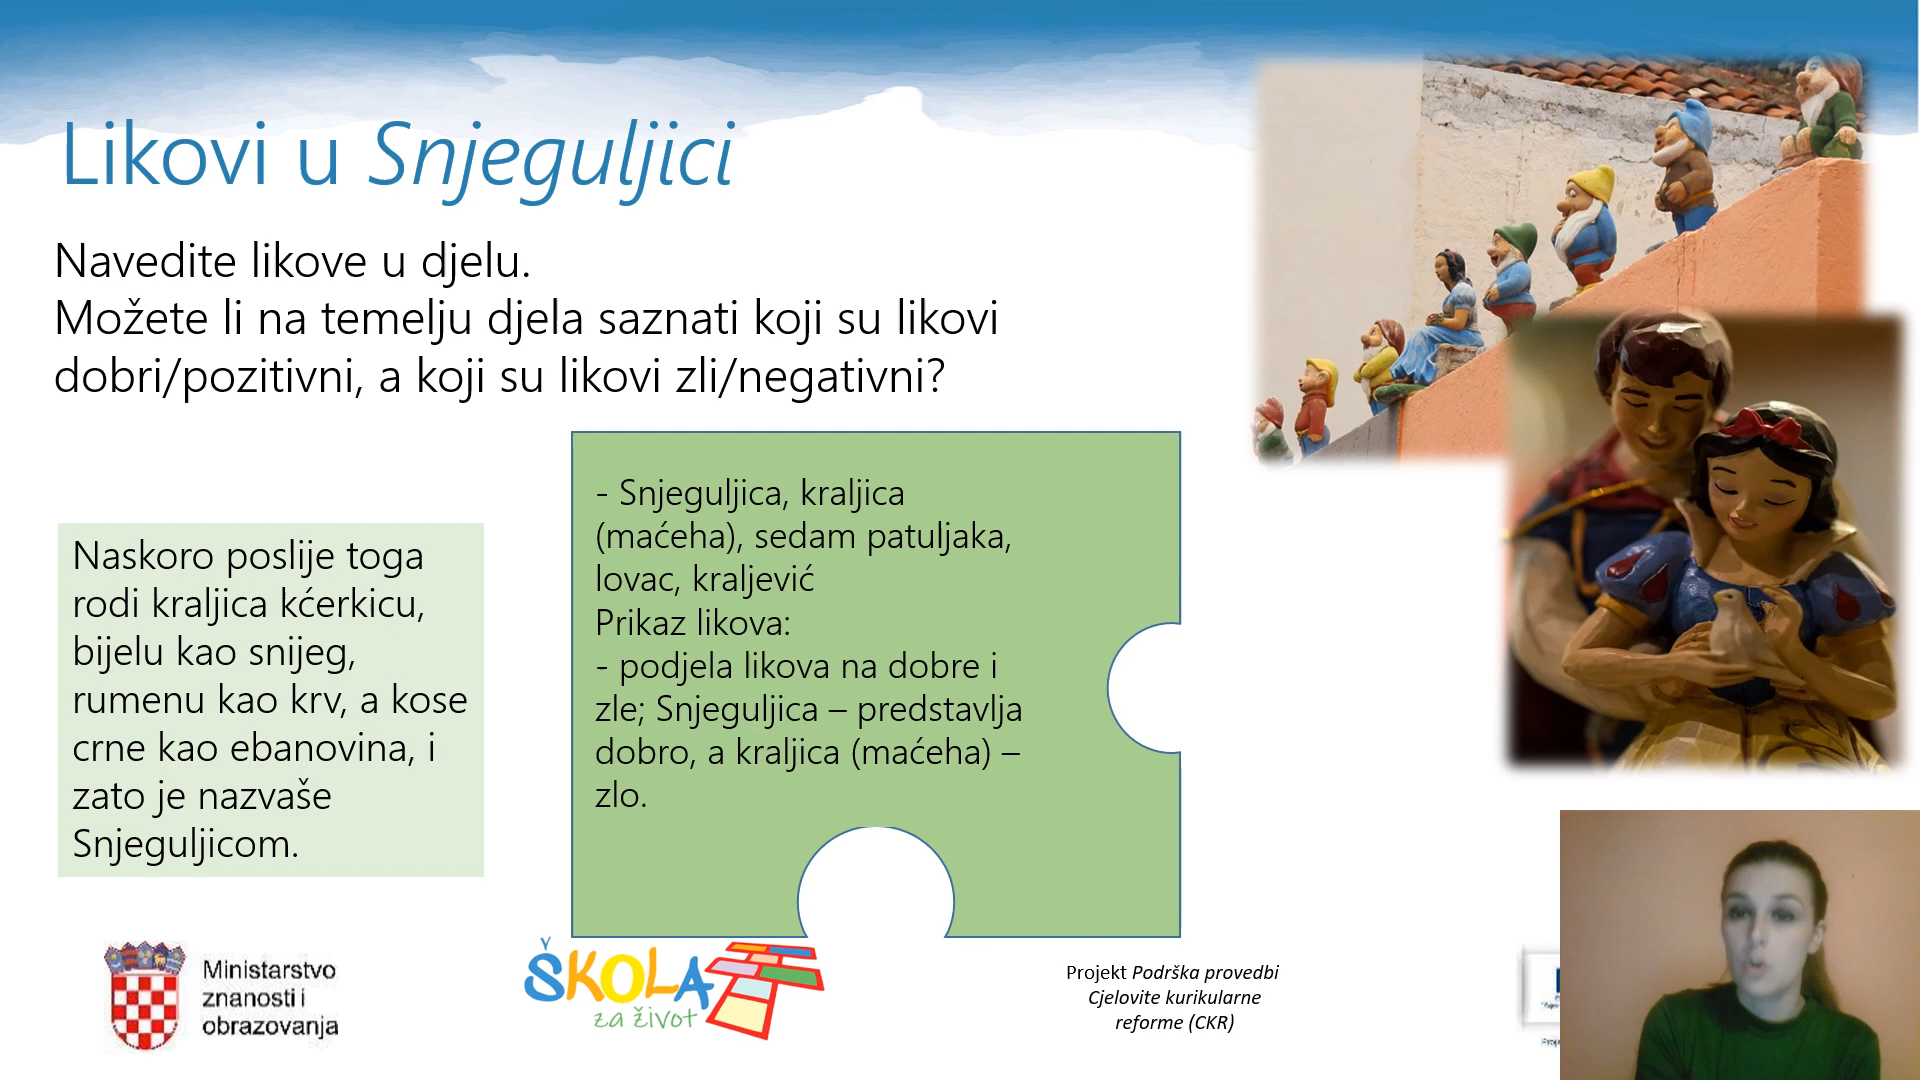 Likovi u Snjeguljici
Navedite likove u djelu.
Možete li na temelju djela saznati koji su likovi
dobri/pozitivni, a koji su likovi zli/negativni?
Naskoro poslije toga
rodi kraljica kćerkicu,
bijelu kao snijeg,
rumenu kao krv, a kose
crne kao ebanovina, i
zato je nazvaše
Snjeguljicom.
- Snjeguljica, kraljica
(maćeha), sedam patuljaka,
lovac, kraljević
Prikaz likova:
- podjela likova na dobre i
zle; Snjeguljica – predstavlja
dobro, a kraljica (maćeha) –
zlo.
Ministarstvo
znanosti i
obrazovanja
ŠKOLA
za život
Projekt Podrška provedbi
Cjelovite kurikularne
reforme (CKR)